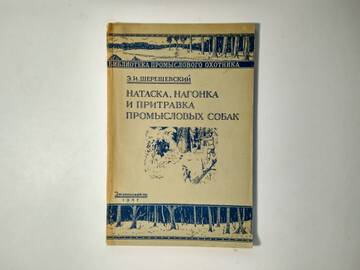 БИБЛИОТЕКА ПРОМЫСЛОВОГО ОХОТНИКА
Э.И.ШЕРЕШЕВСКИЙ
НАТАСКА, НАГОНКА
И ПРИТРАВКА
ПРОМЫСЛОВЫХ СОБАК